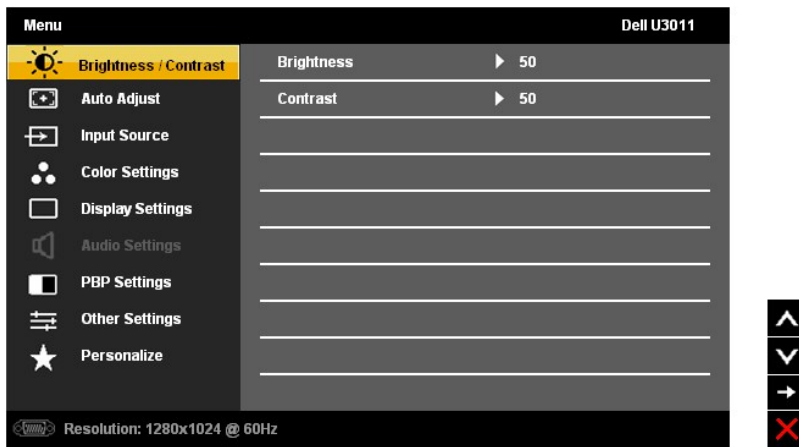 Menu Dell U3011
Brightness / Contrast Brightness 50
Auto Adjust Contrast 50
Input Source
Color Settings
Display Settings
Audio Settings
PBP Settings
Other Settings
Personalize
Resolution: 1280x1024 @ 60Hz